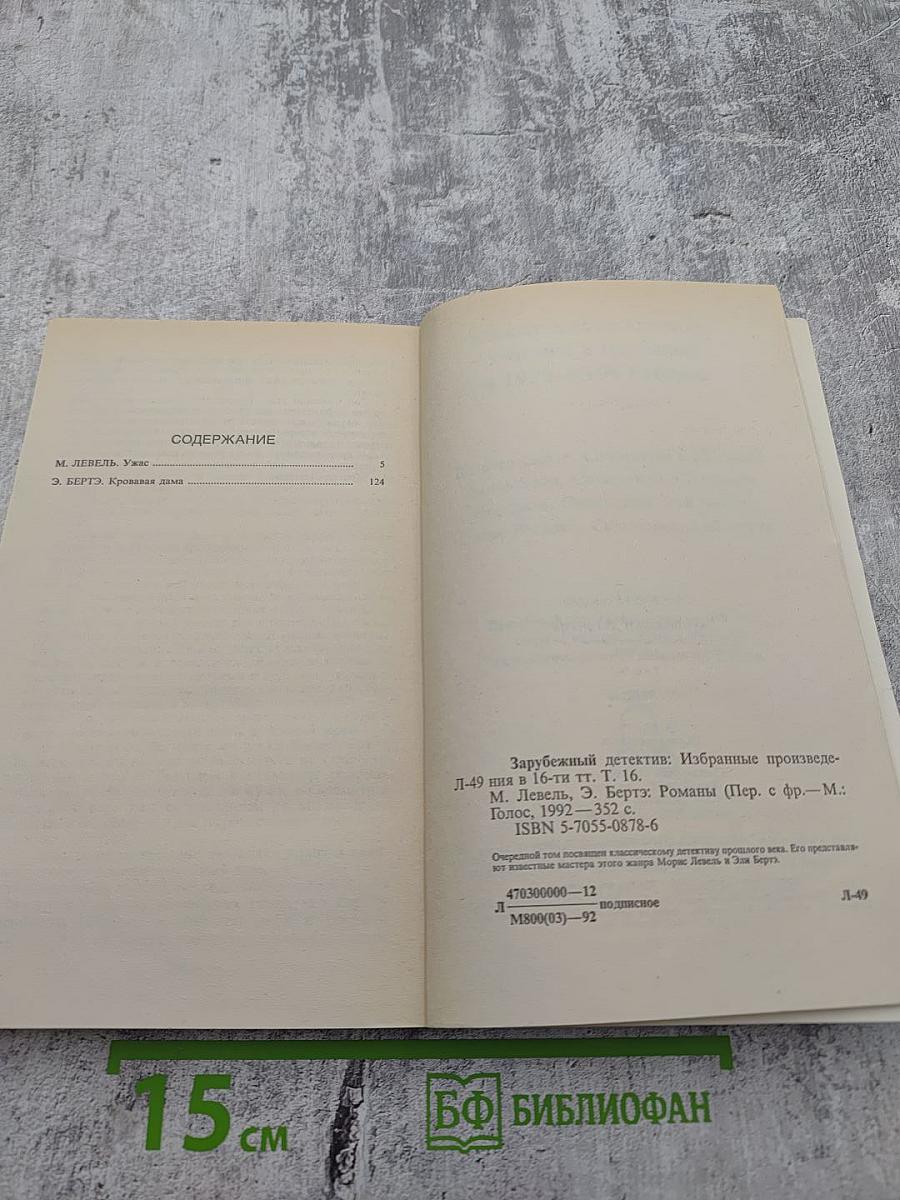 СОДЕРЖАНИЕ
М. ЛЕВЕЛЬ. Ужас ........ 5
Э. БЕРТЭ. Кровавая дама ........ 124
Зарубежный детектив: Избранные произведе-
Л-49 ния в 16-ти тт. Т. 16.
М. Левель, Э. Бертэ: Романы (Пер. с фр.—М.:
Голос, 1992—352 с.
ISBN 5-7055-0878-6
Очередной том посвящен классическому детективу прошлого века. Его представля-
ют известные мастера этого жанра Морис Левель и Эли Бертэ.
470300000—12
Л подписное Л-49
М800(03)—92
15 см
БФ БИБЛИОФАН